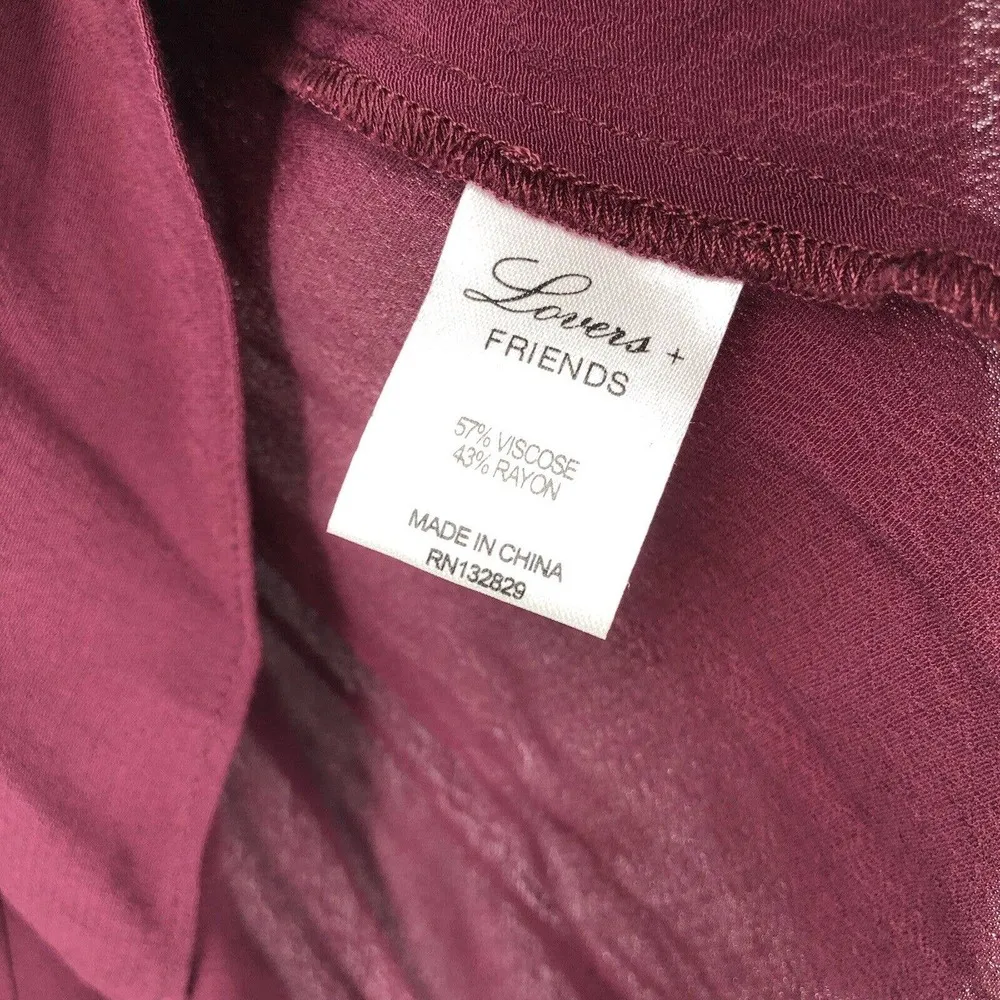 Lovers +
FRIENDS
57% VISCOSE
43% RAYON
MADE IN CHINA
RN132829